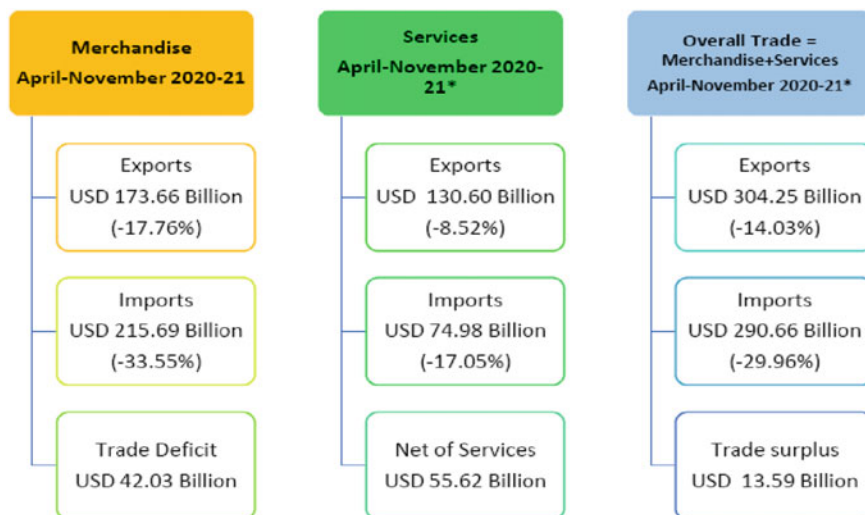 Merchandise
April-November 2020-21
Exports
USD 173.66 Billion
(-17.76%)
Imports
USD 215.69 Billion
(-33.55%)
Trade Deficit
USD 42.03 Billion
Services
April-November 2020-
21*
Exports
USD 130.60 Billion
(-8.52%)
Imports
USD 74.98 Billion
(-17.05%)
Net of Services
USD 55.62 Billion
Overall Trade =
Merchandise+Services
April-November 2020-21*
Exports
USD 304.25 Billion
(-14.03%)
Imports
USD 290.66 Billion
(-29.96%)
Trade surplus
USD 13.59 Billion